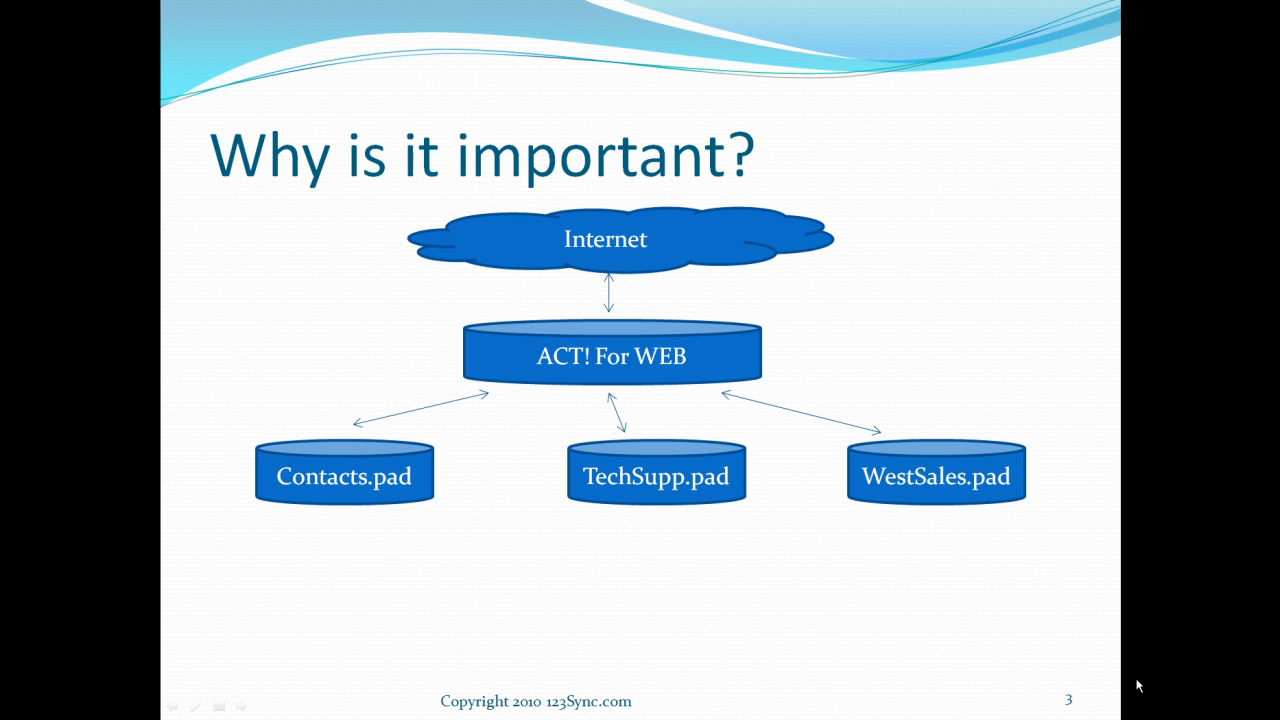 Why is it important?
Internet
ACT! For WEB
Contacts.pad
TechSupp.pad
WestSales.pad
Copyright 2010 123Sync.com
3